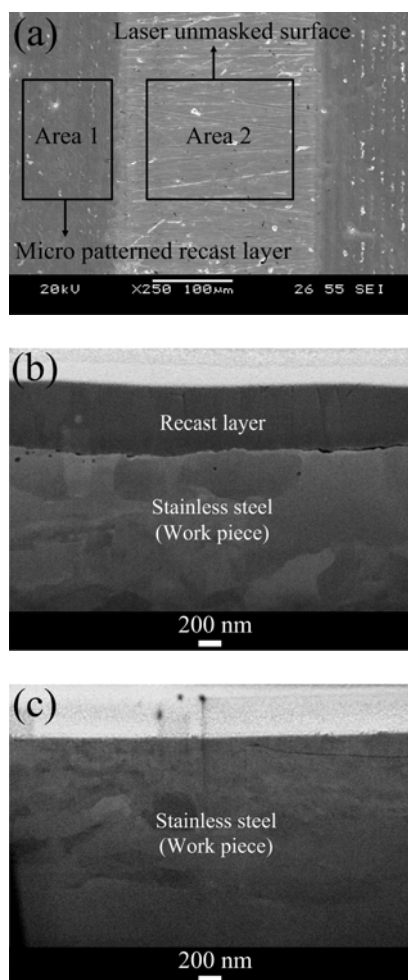 (a)
Laser unmasked surface
Area 1
Area 2
Micro patterned recast layer
20kV X250 100μm 26 55 SEI
(b)
Recast layer
Stainless steel
(Work piece)
200 nm
(c)
Stainless steel
(Work piece)
200 nm